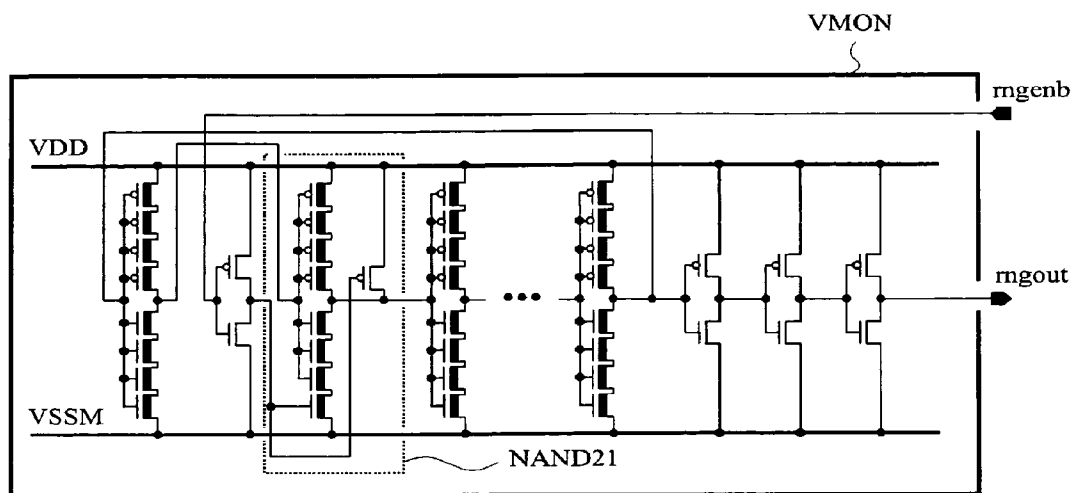 VMON
rngenb
VDD
rngout
VSSM
NAND21